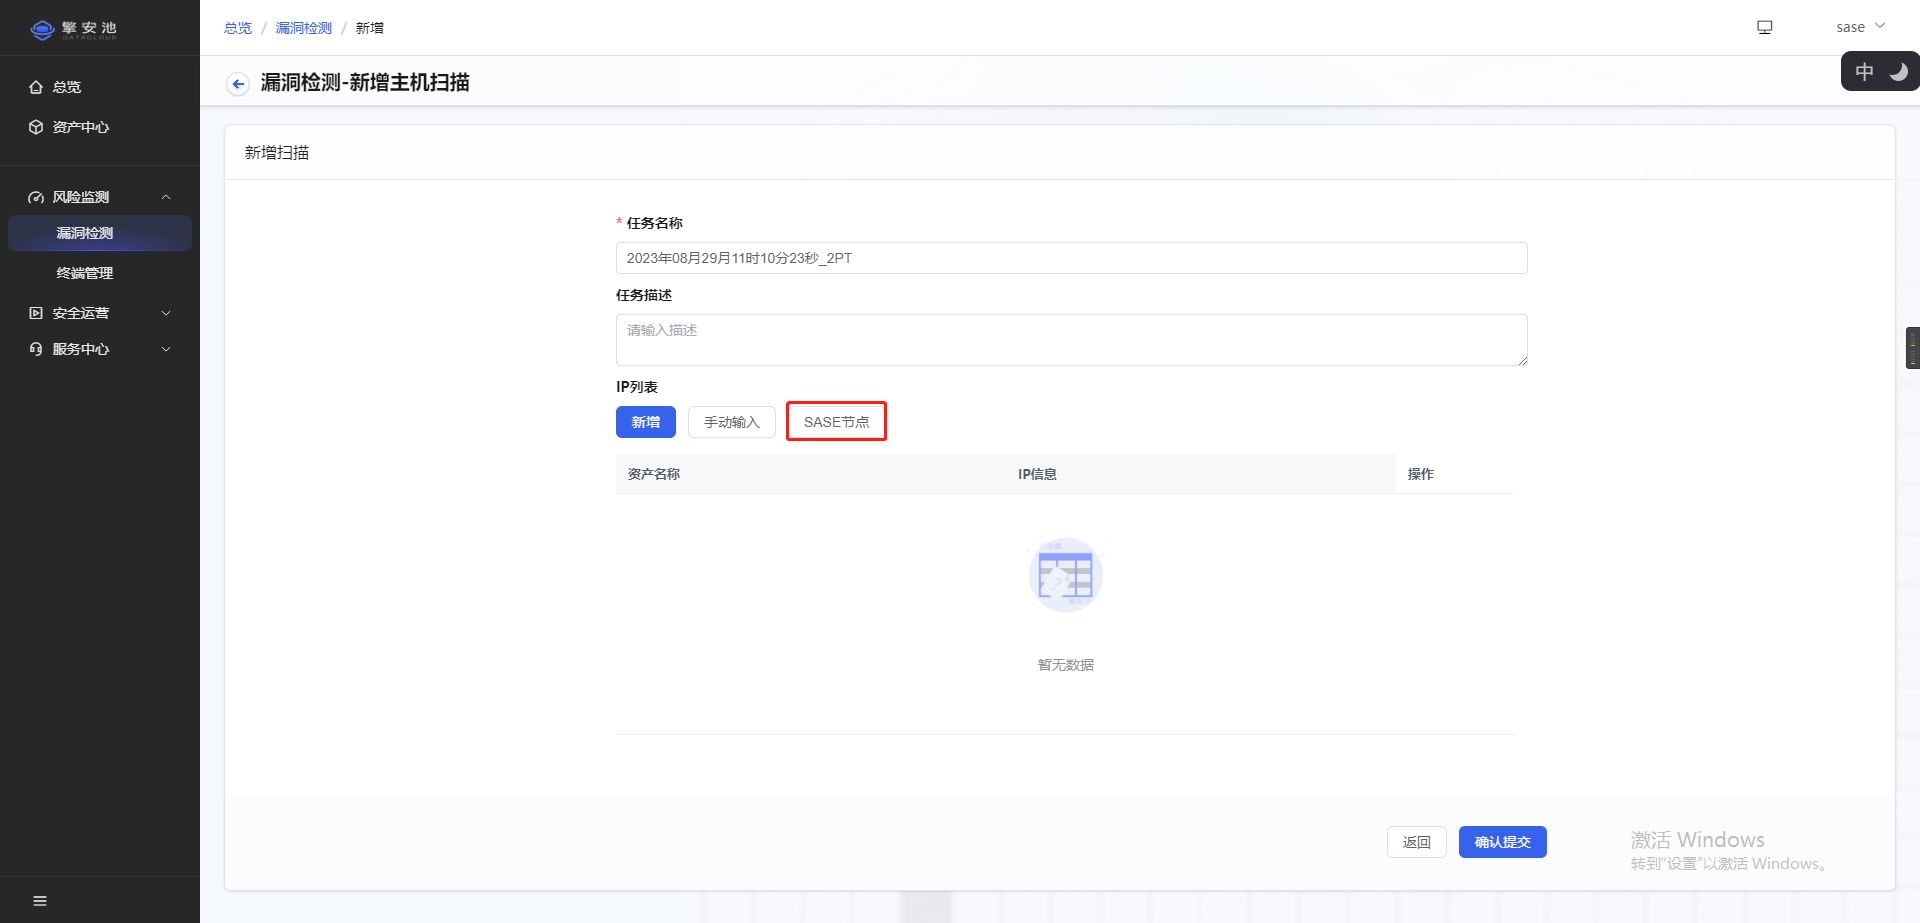 擎安池
DATACLOUD
总览 / 漏洞检测 / 新增
sase
漏洞检测-新增主机扫描
中
总览
资产中心
风险监测
漏洞检测
终端管理
安全运营
服务中心
新增扫描
* 任务名称
2023年08月29月11时10分23秒_2PT
任务描述
请输入描述
IP列表
新增 手动输入 SASE节点
资产名称 IP信息 操作
暂无数据
返回 确认提交
激活 Windows
转到“设置”以激活 Windows。